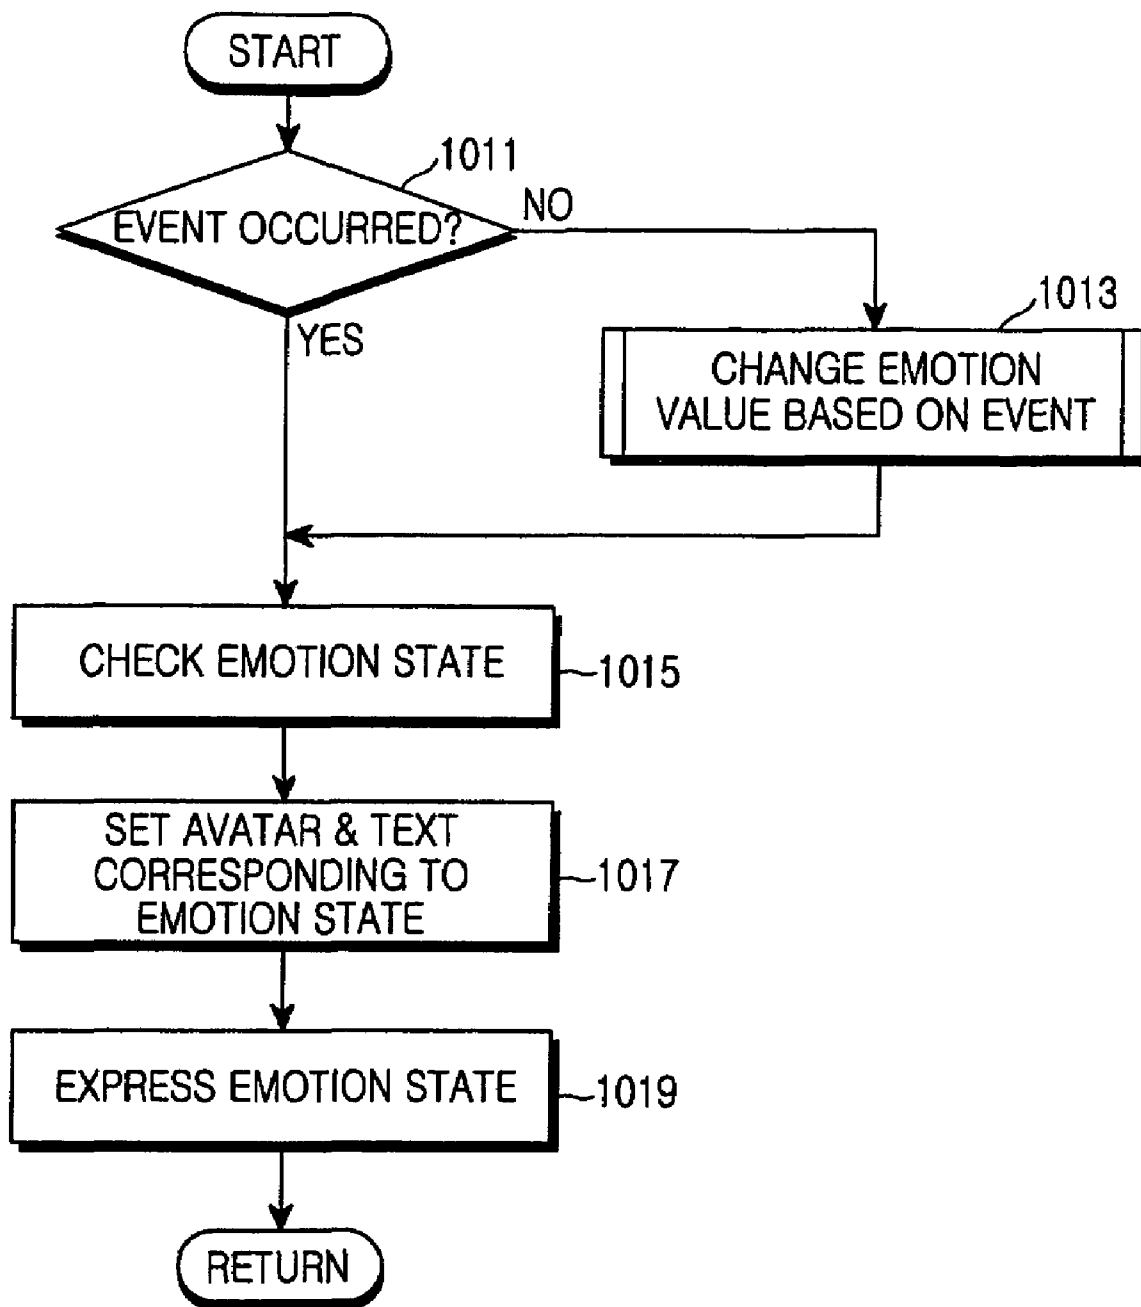 START
1011
EVENT OCCURRED?
NO
YES
1013
CHANGE EMOTION
VALUE BASED ON EVENT
CHECK EMOTION STATE
1015
SET AVATAR & TEXT
CORRESPONDING TO
EMOTION STATE
1017
EXPRESS EMOTION STATE
1019
RETURN